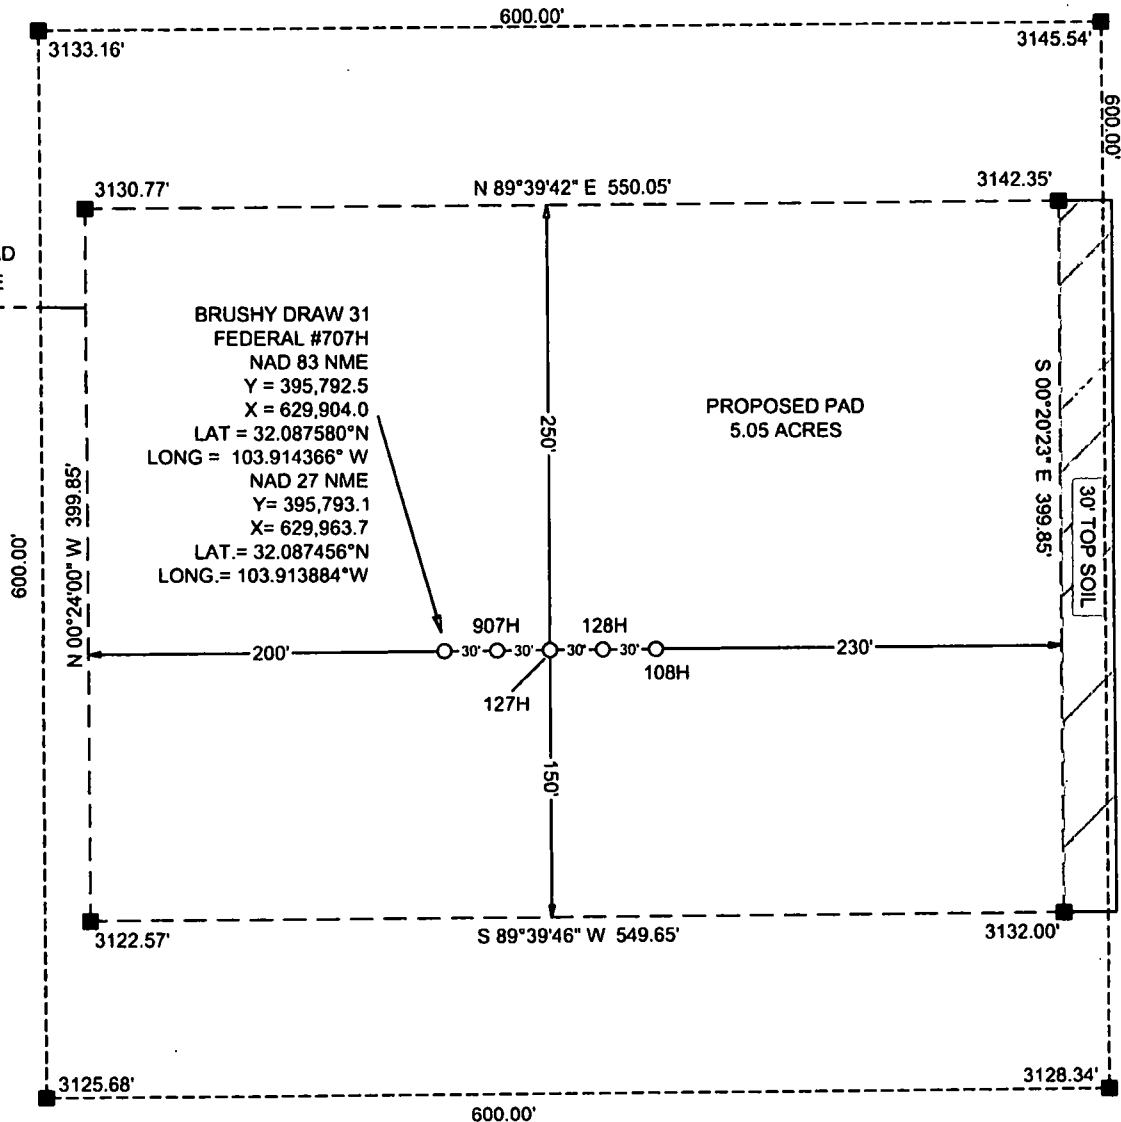 600.00'
3133.16'
3145.54'
600.00'
3130.77'
N 89°39'42" E 550.05'
3142.35'
BRUSHY DRAW 31
FEDERAL #707H
NAD 83 NME
Y = 395,792.5
X = 629,904.0
LAT = 32.087580°N
LONG = 103.914366° W
NAD 27 NME
Y= 395,793.1
X= 629,963.7
LAT.= 32.087456°N
LONG.= 103.913884°W
PROPOSED PAD
5.05 ACRES
250'
S 00°20'23" E 399.85'
30' TOP SOIL
N 00°24'00" W 399.85'
600.00'
907H
128H
200'
30'
30'
30'
30'
230'
127H
108H
150'
3122.57'
S 89°39'46" W 549.65'
3132.00'
3125.68'
3128.34'
600.00'